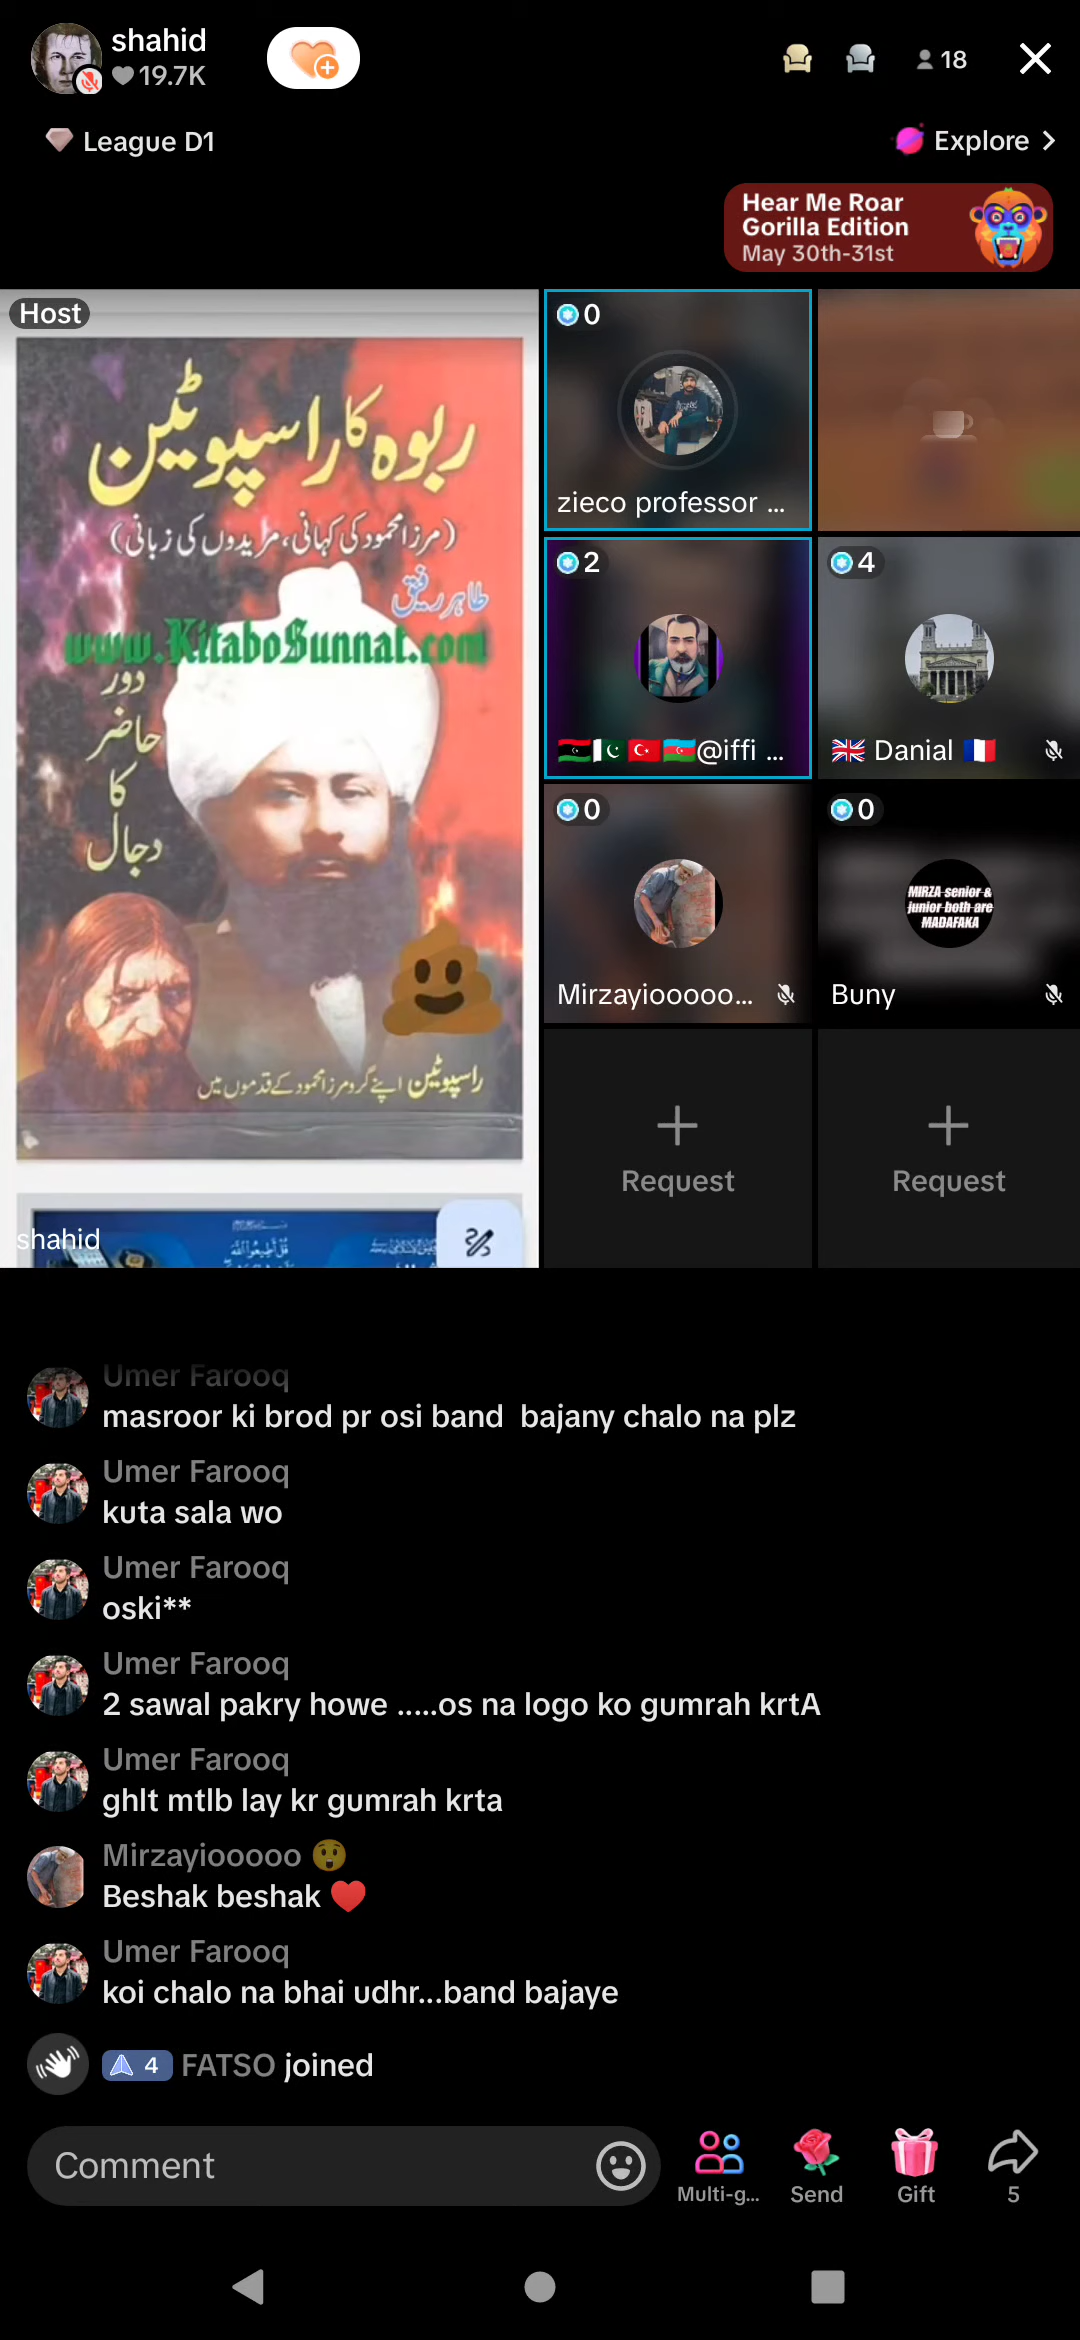 shahid
19.7K
18
League D1
Explore
Hear Me Roar
Gorilla Edition
May 30th-31st
Host
ربوہ کا راسپوٹین
(مرزا محمود کی کہانی، مریدوں کی زبانی)
طاہر رفیق
www.KitaboSunnat.com
دور
حاضر
کا
دجال
راسپوٹین اپنے گرو مرزا محمود کے قدموں میں
shahid
0
zieco professor ...
2
@iffi ...
4
Danial
0
Mirzayiooooo...
0
MIRZA senior &
junior both are
MADAFAKA
Buny
Request
Request
Umer Farooq
masroor ki brod pr osi band bajany chalo na plz
Umer Farooq
kuta sala wo
Umer Farooq
oski**
Umer Farooq
2 sawal pakry howe .....os na logo ko gumrah krtA
Umer Farooq
ghlt mtlb lay kr gumrah krta
Mirzayiooooo 😲
Beshak beshak ♥️
Umer Farooq
koi chalo na bhai udhr...band bajaye
4 FATSO joined
Comment
Multi-g...
Send
Gift
5